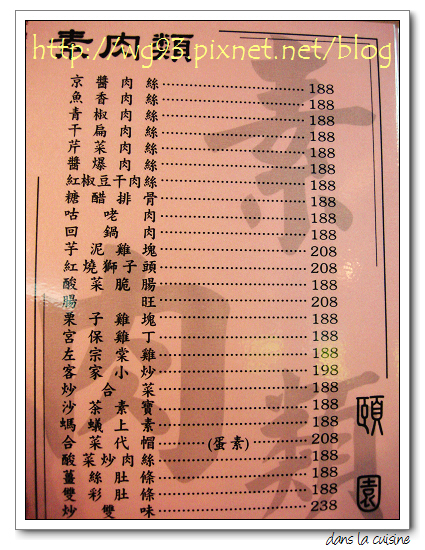 素肉類
http://wg93.pixnet.net/blog
京醬肉絲 188
魚香肉絲 188
青椒肉絲 188
干扁肉絲 188
芹菜肉絲 188
醬爆肉絲 188
紅椒豆干肉絲 188
糖醋排骨 188
咕咾肉 188
回鍋肉 188
芋泥雞塊 208
紅燒獅子頭 208
酸菜脆腸 188
腸旺 208
栗子雞塊 188
宮保雞丁 188
左宗棠雞 188
客家小炒 198
炒合菜 188
沙茶素寶 188
螞蟻上素 188
合菜代帽 (蛋素) 208
酸菜炒肉絲 188
薑絲肚條 188
雙彩肚條 188
炒雙味 238
素肉類
頤園
dans la cuisine